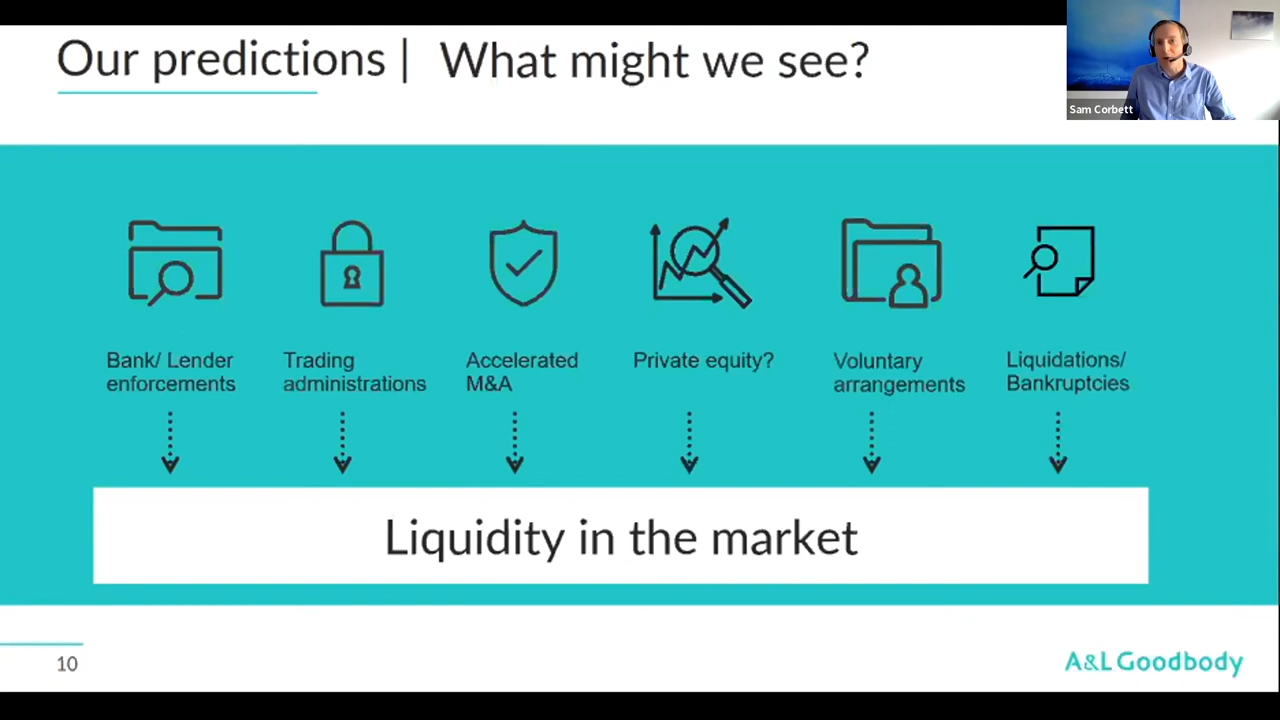 Our predictions | What might we see?
Sam Corbett
Bank/ Lender
enforcements
Trading
administrations
Accelerated
M&A
Private equity?
Voluntary
arrangements
Liquidations/
Bankruptcies
Liquidity in the market
10
A&L Goodbody